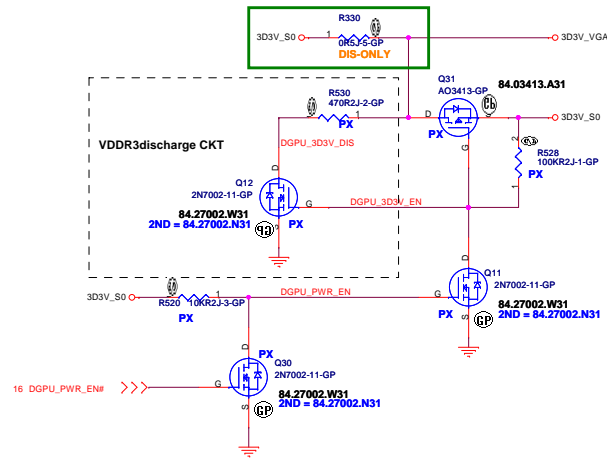 R330
3D3V_S0 1 3D3V_VGA
0R5J-5-GP
DIS-ONLY
Q31
AO3413-GP 84.03413.A31
R530
470R2J-2-GP
1 D S 3D3V_S0
PX PX
VDDR3discharge CKT
DGPU_3D3V_DIS
G 2
R528
100KR2J-1-GP
PX
1
D
Q12
2N7002-11-GP
G DGPU_3D3V_EN
84.27002.W31
2ND = 84.27002.N31
PX
S
D
Q11
2N7002-11-GP
3D3V_S0 1 DGPU_PWR_EN G
R520 10KR2J-3-GP
PX
PX
84.27002.W31
2ND = 84.27002.N31
S GP
D
PX
Q30
2N7002-11-GP
16 DGPU_PWR_EN# G
84.27002.W31
2ND = 84.27002.N31
S GP